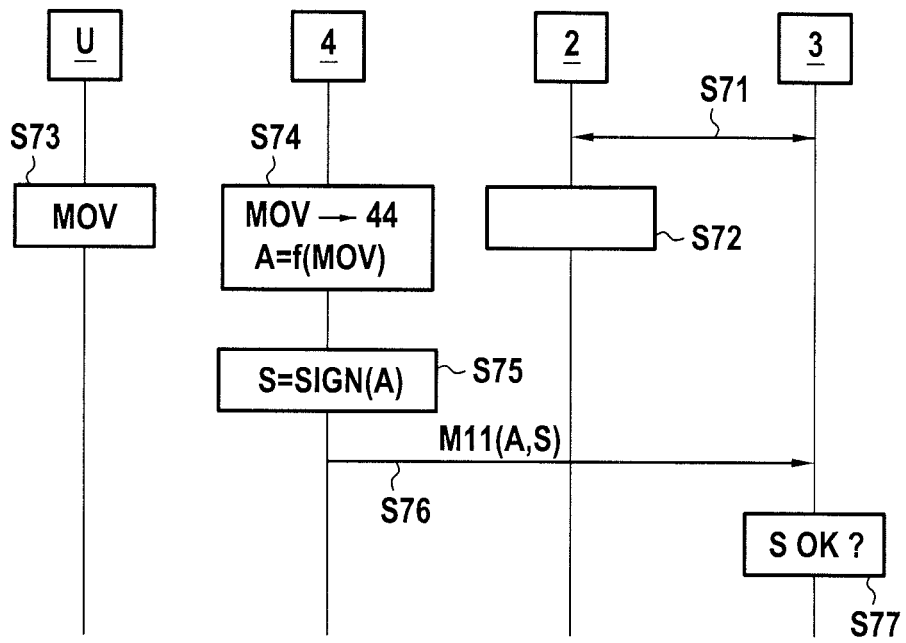 U
4
2
3
S71
S73
S74
MOV
MOV → 44
A=f(MOV)
S72
S=SIGN(A)
S75
M11(A,S)
S76
S OK ?
S77